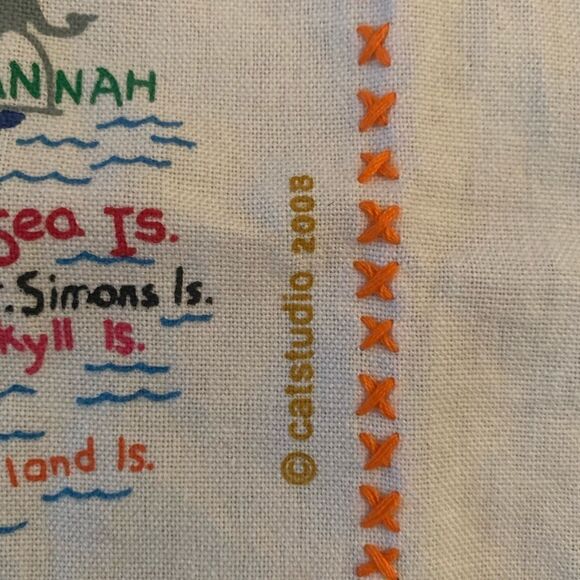 ANNAH
sea Is.
.Simons Is.
kyll Is.
land Is.
© catstudio 2008